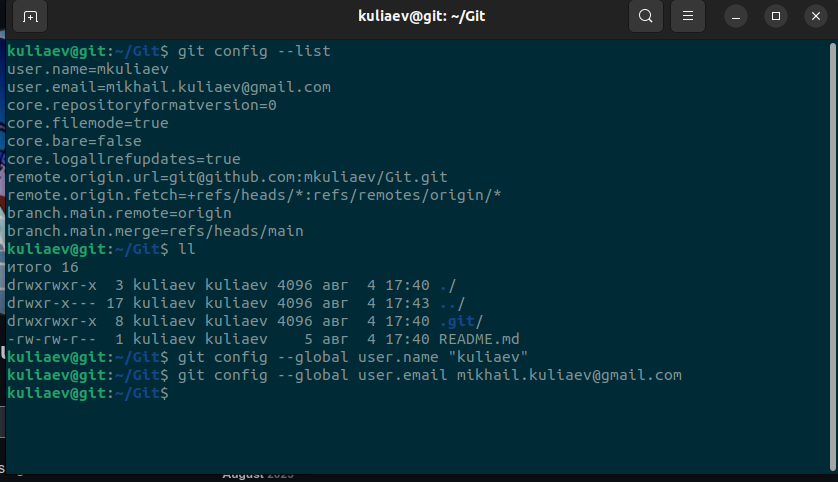 kuliaev@git: ~/Git
kuliaev@git:~/Git$ git config --list
user.name=mkuliaev
user.email=mikhail.kuliaev@gmail.com
core.repositoryformatversion=0
core.filemode=true
core.bare=false
core.logallrefupdates=true
remote.origin.url=git@github.com:mkuliaev/Git.git
remote.origin.fetch=+refs/heads/*:refs/remotes/origin/*
branch.main.remote=origin
branch.main.merge=refs/heads/main
kuliaev@git:~/Git$ ll
итого 16
drwxrwxr-x  3 kuliaev kuliaev 4096 авг  4 17:40 ./
drwxr-x--- 17 kuliaev kuliaev 4096 авг  4 17:43 ../
drwxrwxr-x  8 kuliaev kuliaev 4096 авг  4 17:40 .git/
-rw-rw-r--  1 kuliaev kuliaev    5 авг  4 17:40 README.md
kuliaev@git:~/Git$ git config --global user.name "kuliaev"
kuliaev@git:~/Git$ git config --global user.email mikhail.kuliaev@gmail.com
kuliaev@git:~/Git$
August 2025